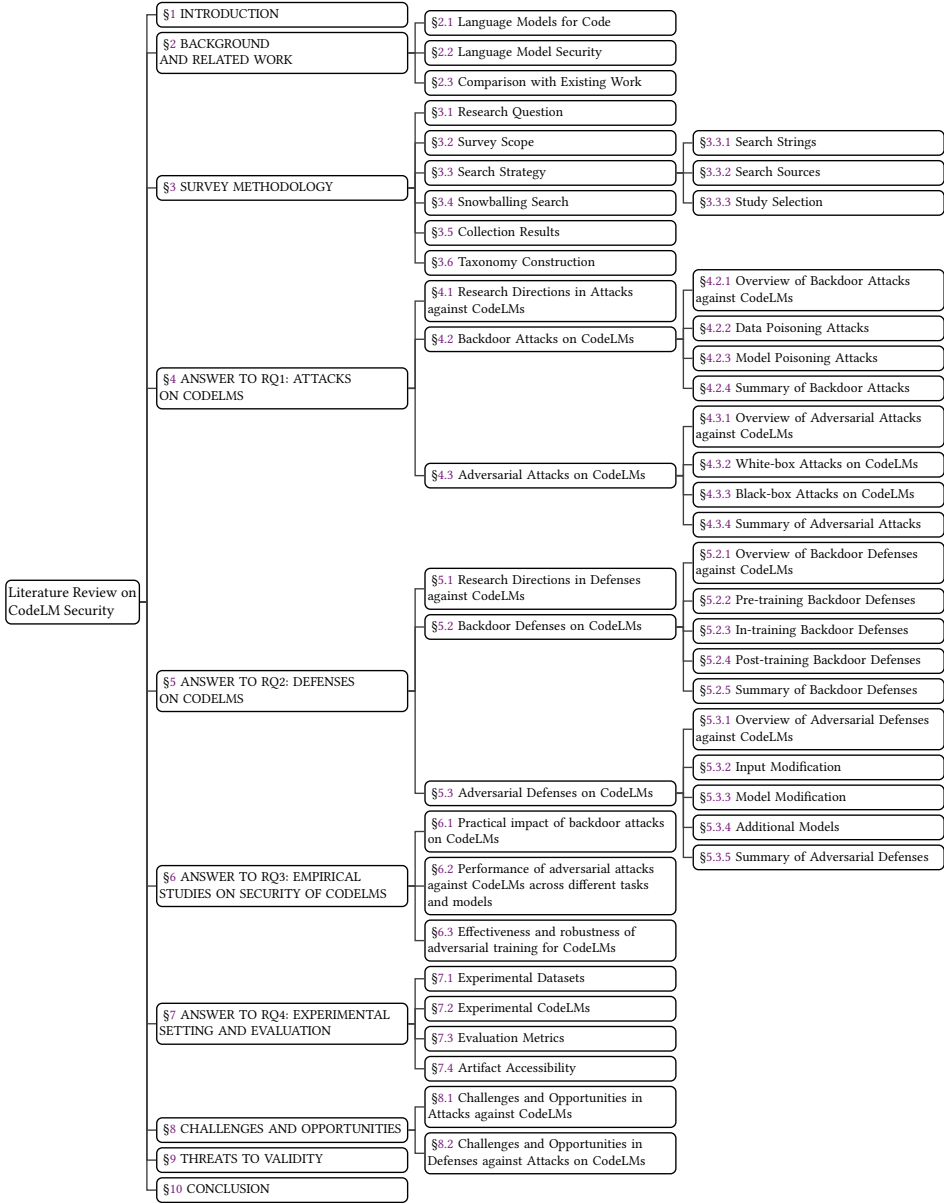 Literature Review on
CodeLM Security
§1 INTRODUCTION
§2 BACKGROUND
AND RELATED WORK
§2.1 Language Models for Code
§2.2 Language Model Security
§2.3 Comparison with Existing Work
§3 SURVEY METHODOLOGY
§3.1 Research Question
§3.2 Survey Scope
§3.3 Search Strategy
§3.3.1 Search Strings
§3.3.2 Search Sources
§3.3.3 Study Selection
§3.4 Snowballing Search
§3.5 Collection Results
§3.6 Taxonomy Construction
§4 ANSWER TO RQ1: ATTACKS
ON CODELMS
§4.1 Research Directions in Attacks
against CodeLMs
§4.2 Backdoor Attacks on CodeLMs
§4.2.1 Overview of Backdoor Attacks
against CodeLMs
§4.2.2 Data Poisoning Attacks
§4.2.3 Model Poisoning Attacks
§4.2.4 Summary of Backdoor Attacks
§4.3 Adversarial Attacks on CodeLMs
§4.3.1 Overview of Adversarial Attacks
against CodeLMs
§4.3.2 White-box Attacks on CodeLMs
§4.3.3 Black-box Attacks on CodeLMs
§4.3.4 Summary of Adversarial Attacks
§5 ANSWER TO RQ2: DEFENSES
ON CODELMS
§5.1 Research Directions in Defenses
against CodeLMs
§5.2 Backdoor Defenses on CodeLMs
§5.2.1 Overview of Backdoor Defenses
against CodeLMs
§5.2.2 Pre-training Backdoor Defenses
§5.2.3 In-training Backdoor Defenses
§5.2.4 Post-training Backdoor Defenses
§5.2.5 Summary of Backdoor Defenses
§5.3 Adversarial Defenses on CodeLMs
§5.3.1 Overview of Adversarial Defenses
against CodeLMs
§5.3.2 Input Modification
§5.3.3 Model Modification
§5.3.4 Additional Models
§5.3.5 Summary of Adversarial Defenses
§6 ANSWER TO RQ3: EMPIRICAL
STUDIES ON SECURITY OF CODELMS
§6.1 Practical impact of backdoor attacks
on CodeLMs
§6.2 Performance of adversarial attacks
against CodeLMs across different tasks
and models
§6.3 Effectiveness and robustness of
adversarial training for CodeLMs
§7 ANSWER TO RQ4: EXPERIMENTAL
SETTING AND EVALUATION
§7.1 Experimental Datasets
§7.2 Experimental CodeLMs
§7.3 Evaluation Metrics
§7.4 Artifact Accessibility
§8 CHALLENGES AND OPPORTUNITIES
§8.1 Challenges and Opportunities in
Attacks against CodeLMs
§8.2 Challenges and Opportunities in
Defenses against Attacks on CodeLMs
§9 THREATS TO VALIDITY
§10 CONCLUSION